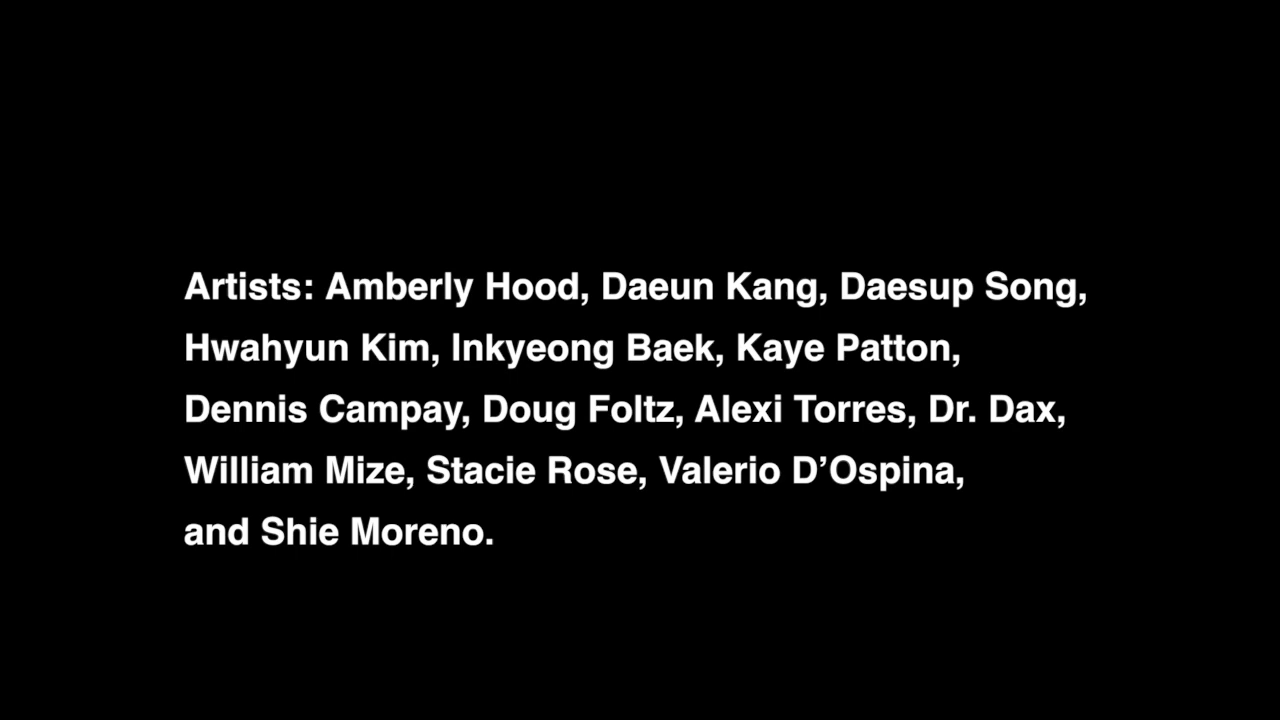 Artists: Amberly Hood, Daeun Kang, Daesup Song,
Hwahyun Kim, Inkyeong Baek, Kaye Patton,
Dennis Campay, Doug Foltz, Alexi Torres, Dr. Dax,
William Mize, Stacie Rose, Valerio D’Ospina,
and Shie Moreno.